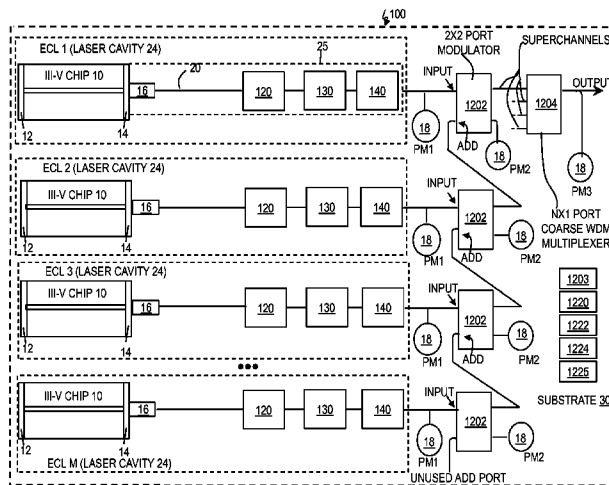 100
ECL 1 (LASER CAVITY 24)
25
2X2 PORT
MODULATOR
SUPERCHANNELS
III-V CHIP 10
20
16
120
130
140
INPUT
1202
1204
OUTPUT
12
14
18
PM1
ADD
18
PM2
18
PM3
ECL 2 (LASER CAVITY 24)
NX1 PORT
COARSE WDM
MULTIPLEXER
III-V CHIP 10
16
120
130
140
INPUT
1202
12
14
18
PM1
ADD
18
PM2
ECL 3 (LASER CAVITY 24)
III-V CHIP 10
16
120
130
140
INPUT
1202
12
14
18
PM1
ADD
18
PM2
1203
1220
1222
1224
1226
SUBSTRATE 30
•••
III-V CHIP 10
16
120
130
140
INPUT
1202
12
14
18
PM1
18
PM2
ECL M (LASER CAVITY 24)
UNUSED ADD PORT